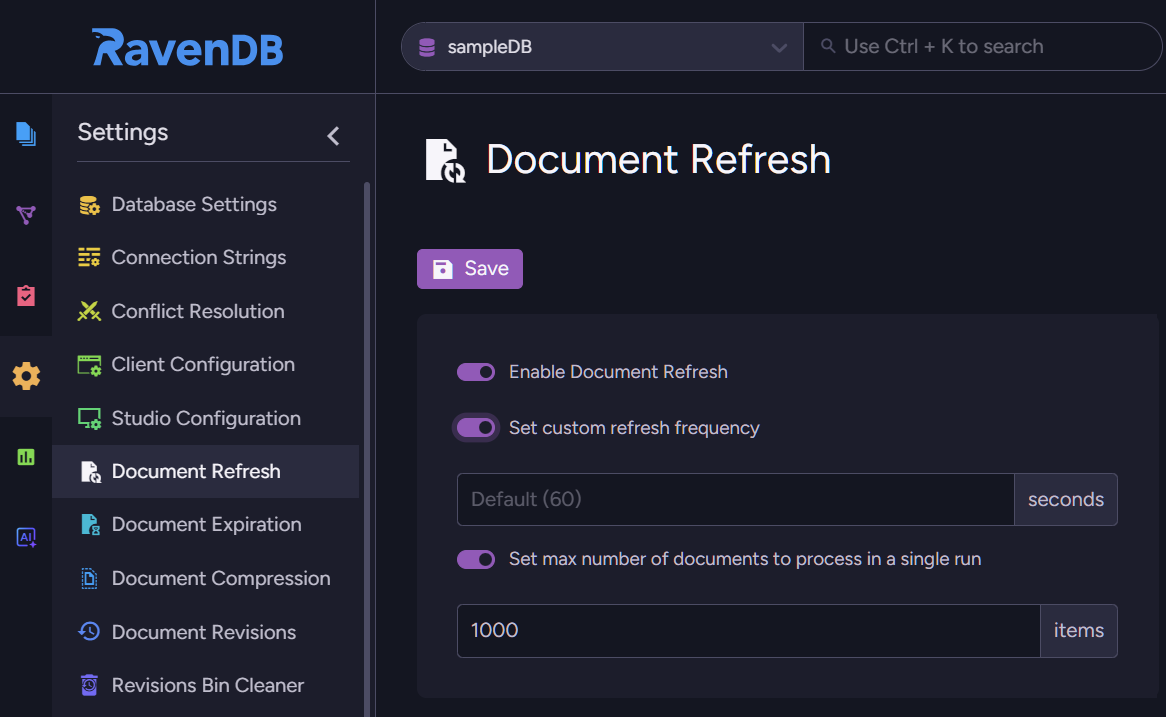 RavenDB
sampleDB
Use Ctrl + K to search
Settings
Database Settings
Connection Strings
Conflict Resolution
Client Configuration
Studio Configuration
Document Refresh
Document Expiration
Document Compression
Document Revisions
Revisions Bin Cleaner
AI
Document Refresh
Save
Enable Document Refresh
Set custom refresh frequency
Default (60)
seconds
Set max number of documents to process in a single run
1000
items